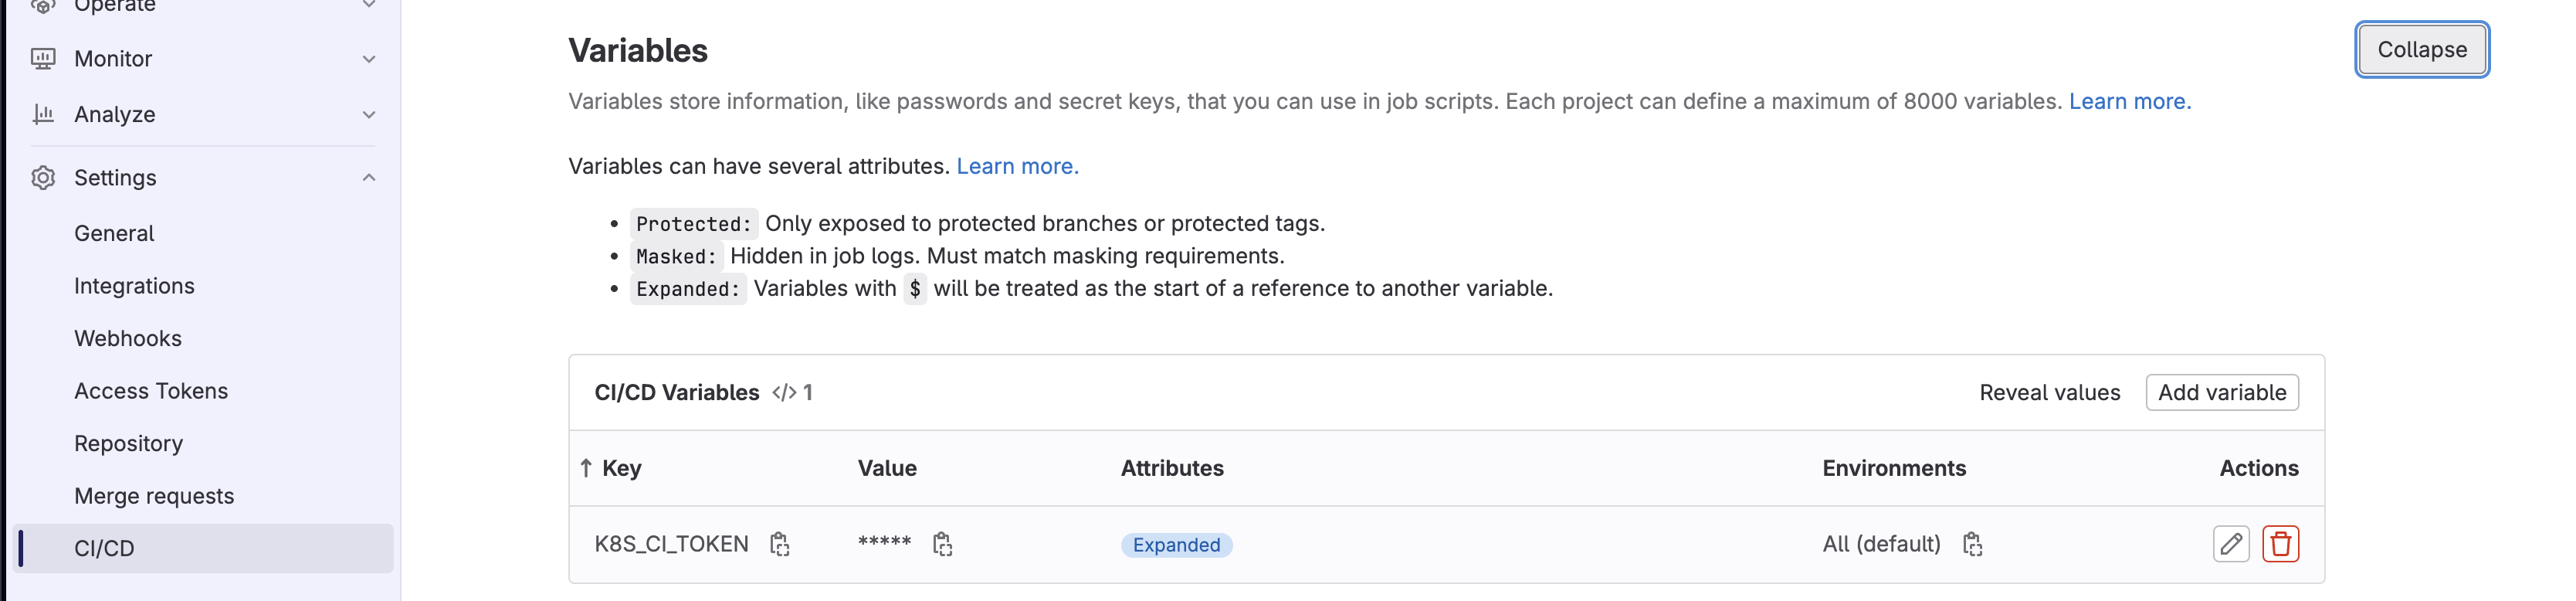 Operate
Monitor
Analyze
Settings
General
Integrations
Webhooks
Access Tokens
Repository
Merge requests
CI/CD
Variables
Collapse
Variables store information, like passwords and secret keys, that you can use in job scripts. Each project can define a maximum of 8000 variables. Learn more.
Variables can have several attributes. Learn more.
• Protected: Only exposed to protected branches or protected tags.
• Masked: Hidden in job logs. Must match masking requirements.
• Expanded: Variables with $ will be treated as the start of a reference to another variable.
CI/CD Variables </> 1 Reveal values Add variable
↑ Key Value Attributes Environments Actions
K8S_CI_TOKEN ***** Expanded All (default)